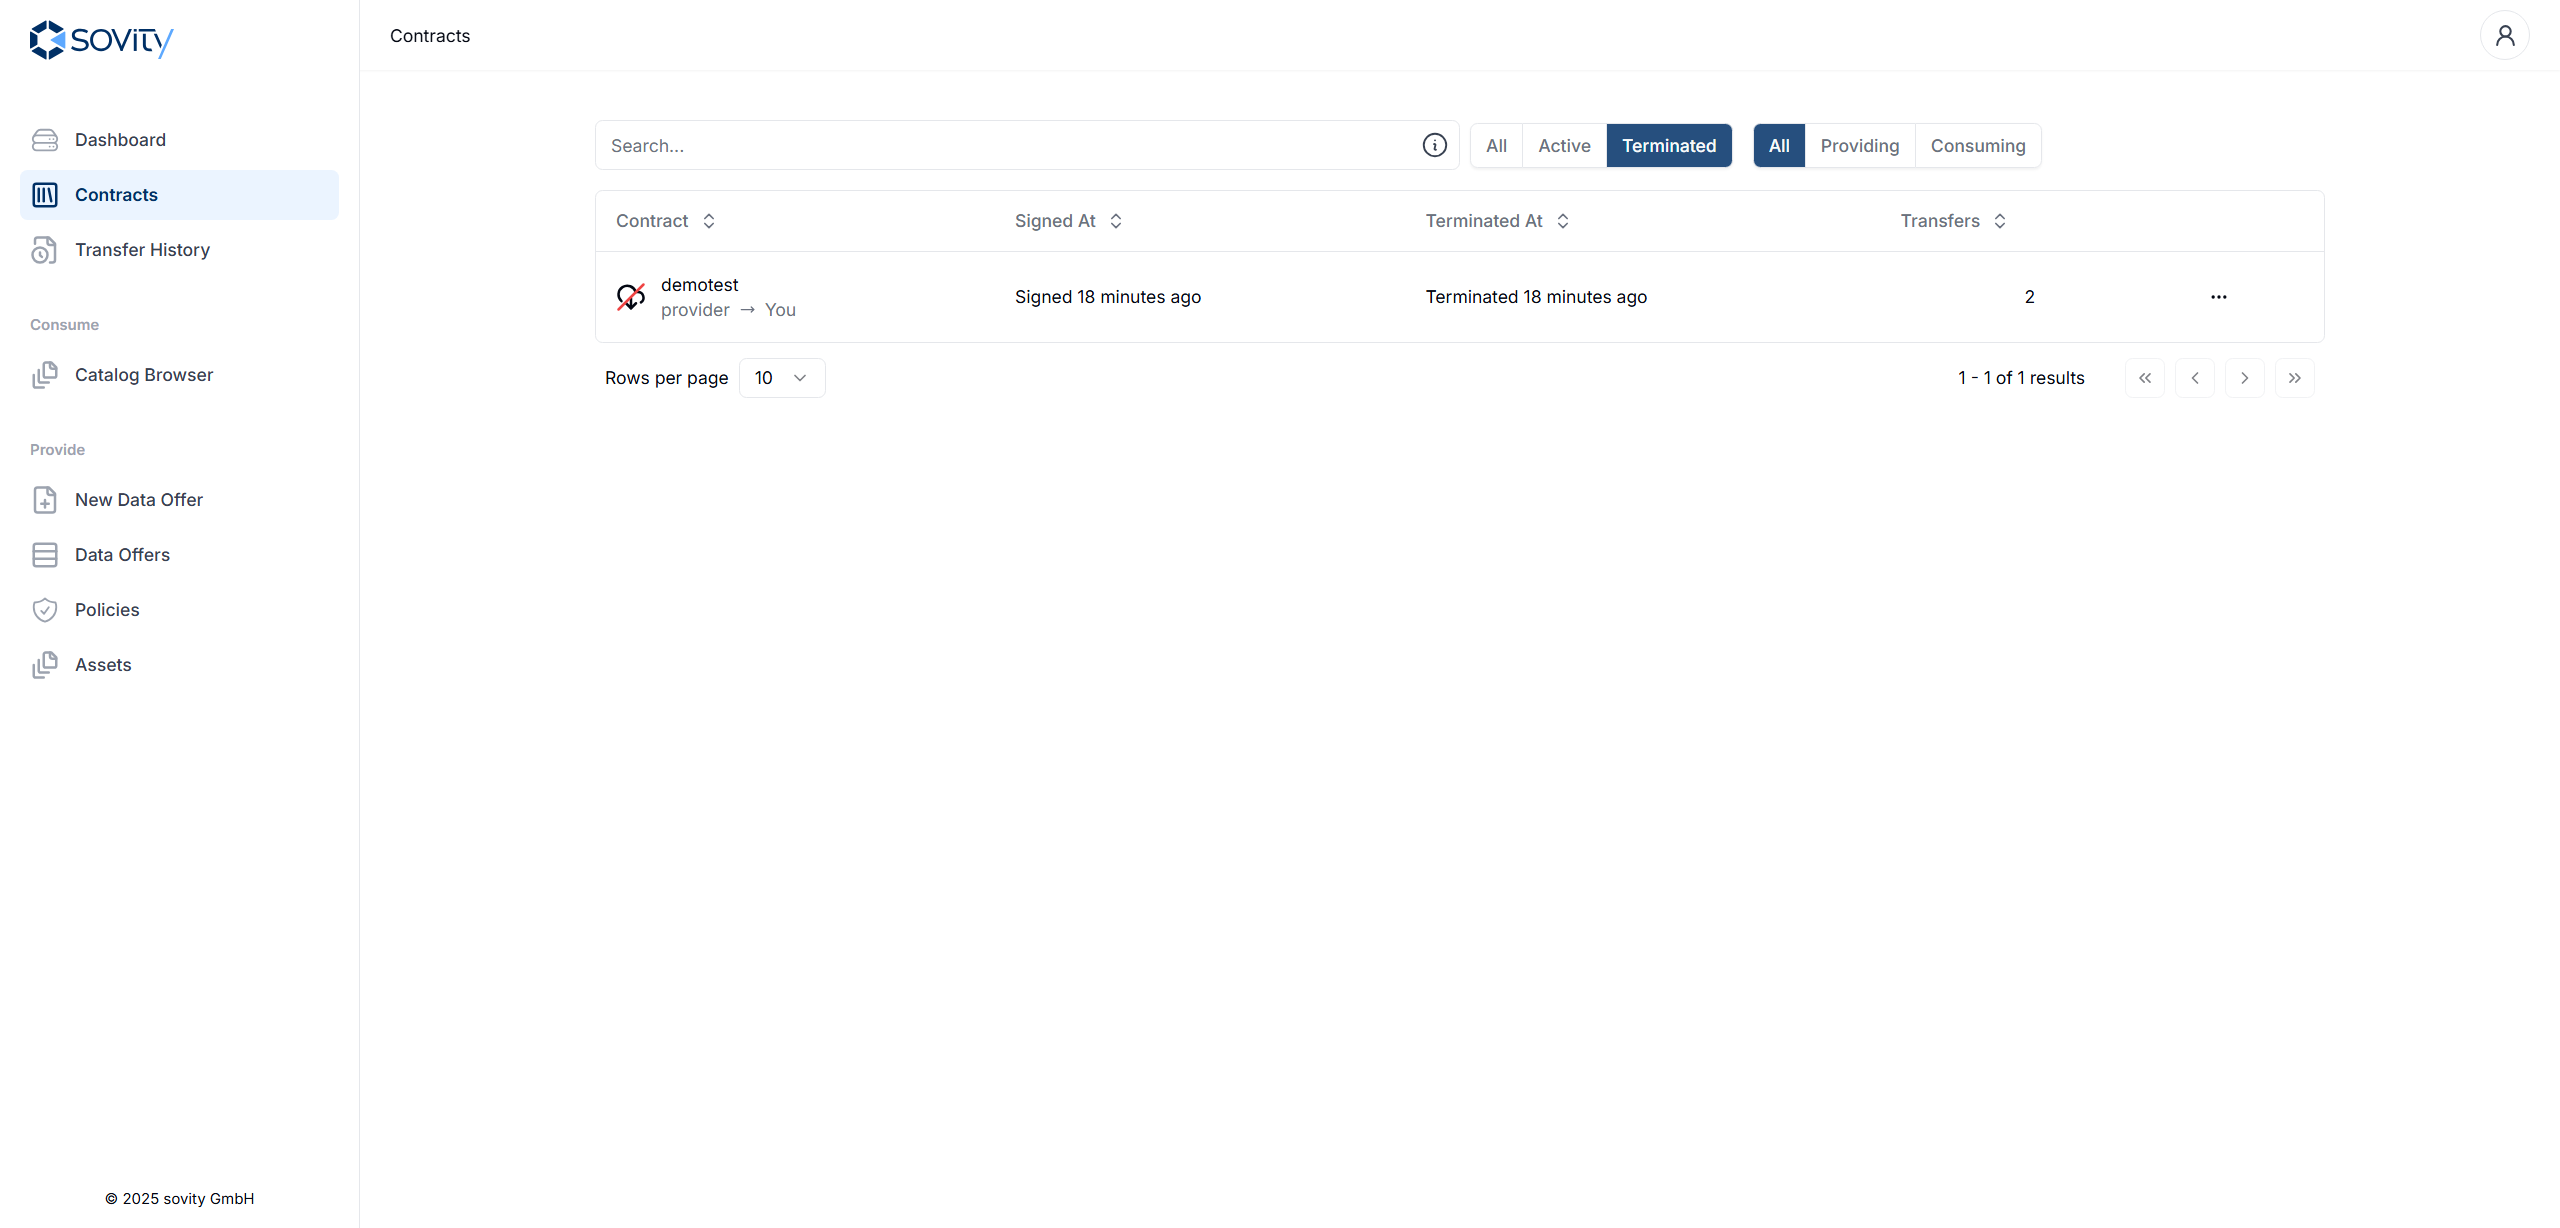 sovity
Contracts
Dashboard
Contracts
Transfer History
Consume
Catalog Browser
Provide
New Data Offer
Data Offers
Policies
Assets
© 2025 sovity GmbH
Search...
All Active Terminated All Providing Consuming
Contract Signed At Terminated At Transfers
demotest
provider → You
Signed 18 minutes ago Terminated 18 minutes ago 2 ...
Rows per page 10 1 - 1 of 1 results